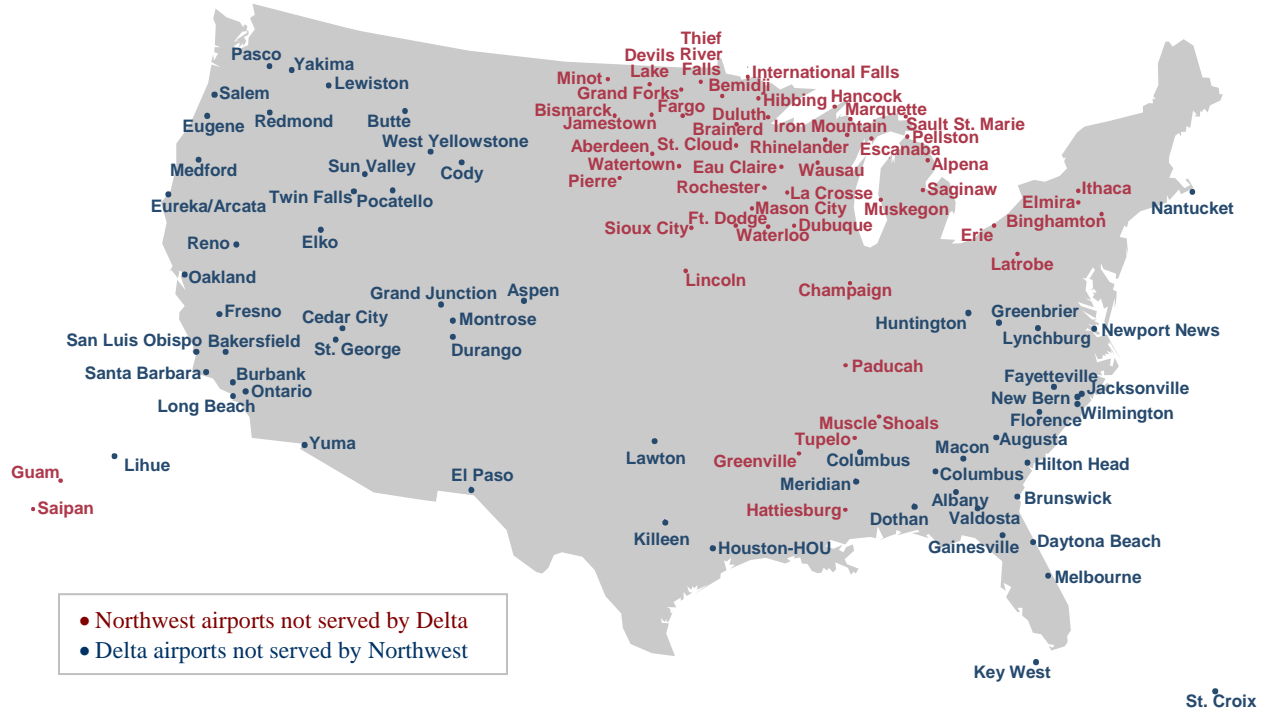 Thief
River
Falls
Devils
Lake
Pasco
Yakima
Lewiston
Salem
Eugene
Redmond
Butte
West Yellowstone
Medford
Sun Valley
Cody
Twin Falls
Pocatello
Eureka/Arcata
Reno
Elko
Oakland
Grand Junction
Aspen
Fresno
Cedar City
Montrose
San Luis Obispo
Bakersfield
St. George
Durango
Santa Barbara
Burbank
Ontario
Long Beach
Yuma
Lihue
Guam
Saipan
El Paso
Minot
International Falls
Grand Forks
Bemidji
Hibbing
Hancock
Bismarck
Fargo
Duluth
Marquette
Jamestown
Brainerd
Iron Mountain
Sault St. Marie
Aberdeen
St. Cloud
Rhinelander
Pellston
Escanaba
Watertown
Eau Claire
Wausau
Alpena
Pierre
Rochester
La Crosse
Saginaw
Mason City
Muskegon
Ft. Dodge
Sioux City
Waterloo
Dubuque
Ithaca
Elmira
Binghamton
Nantucket
Erie
Latrobe
Lincoln
Champaign
Huntington
Greenbrier
Lynchburg
Newport News
Paducah
Fayetteville
Jacksonville
New Bern
Wilmington
Florence
Muscle Shoals
Tupelo
Augusta
Lawton
Greenville
Columbus
Macon
Hilton Head
Columbus
Meridian
Albany
Brunswick
Hattiesburg
Dothan
Valdosta
Killeen
Houston-HOU
Gainesville
Daytona Beach
Melbourne
Key West
St. Croix
• Northwest airports not served by Delta
• Delta airports not served by Northwest